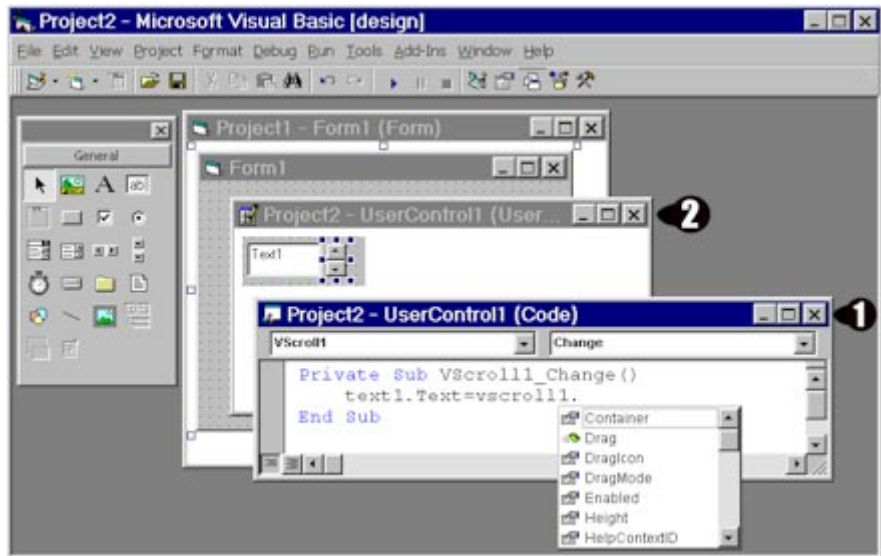 Project2 - Microsoft Visual Basic [design]
File Edit View Project Format Debug Run Tools Add-Ins Window Help
General
Project1 - Form1 (Form)
Form1
Project2 - UserControl1 (User...
2
Text1
Project2 - UserControl1 (Code)
1
VScroll1
Change
Private Sub VScroll1_Change()
text1.Text=vscroll1.
End Sub
Container
Drag
DragIcon
DragMode
Enabled
Height
HelpContextID